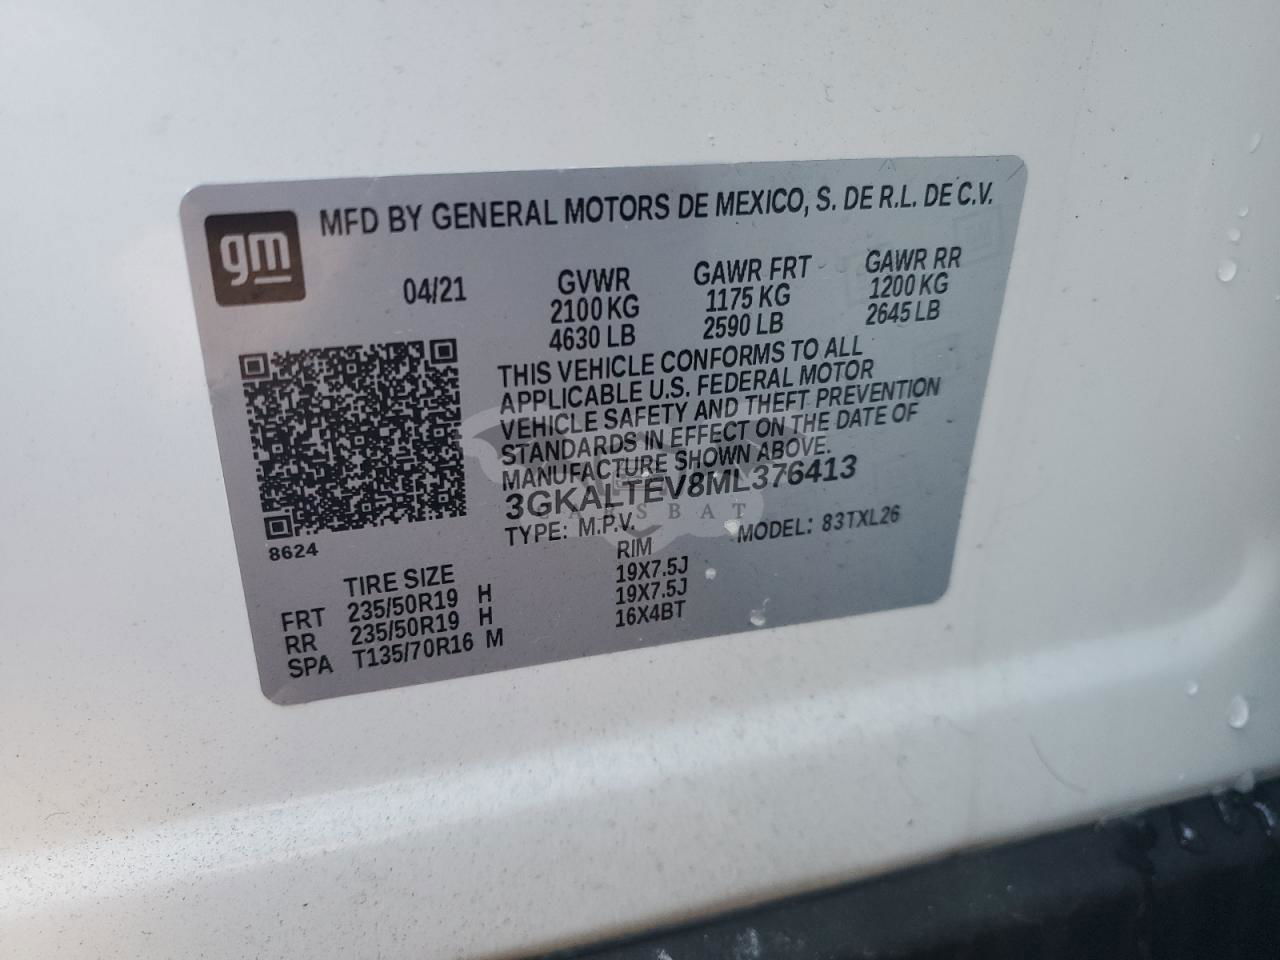 gm
MFD BY GENERAL MOTORS DE MEXICO, S. DE R.L. DE C.V.
04/21 GVWR GAWR FRT GAWR RR
2100 KG 1175 KG 1200 KG
4630 LB 2590 LB 2645 LB
THIS VEHICLE CONFORMS TO ALL
APPLICABLE U.S. FEDERAL MOTOR
VEHICLE SAFETY AND THEFT PREVENTION
STANDARDS IN EFFECT ON THE DATE OF
MANUFACTURE SHOWN ABOVE.
3GKALTEV8ML376413
CARSBAT
TYPE: M.P.V. MODEL: 83TXL26
8624
TIRE SIZE RIM
FRT 235/50R19 H 19X7.5J
RR 235/50R19 H 19X7.5J
SPA T135/70R16 M 16X4BT